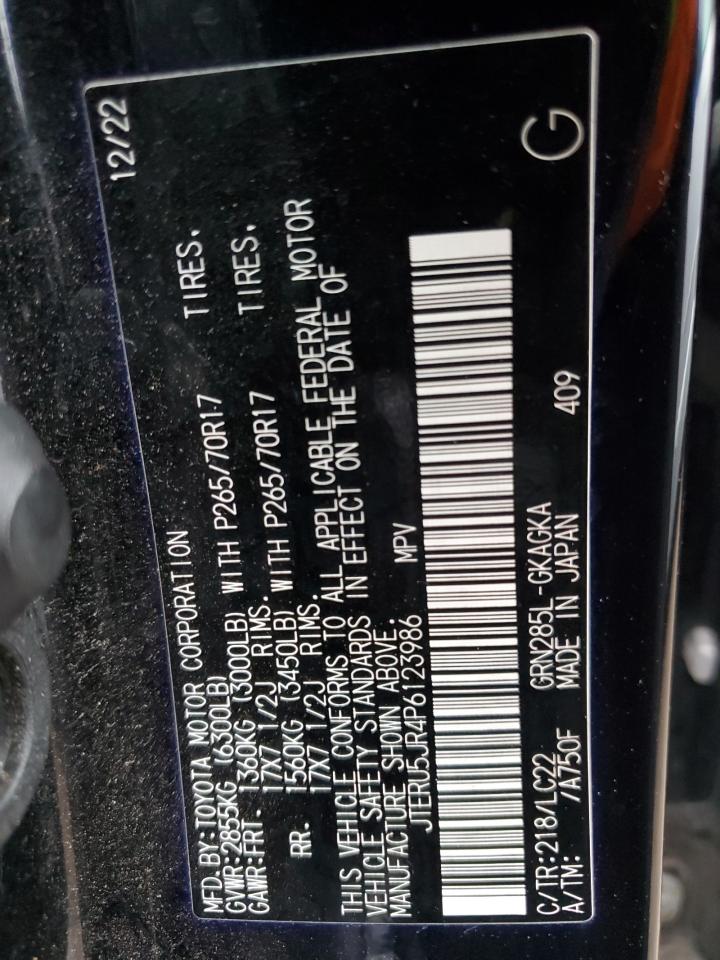 MFD.BY:TOYOTA MOTOR CORPORATION 12/22
GVWR:2855KG (6300LB)
GAWR:FRT. 1360KG (3000LB) WITH P265/70R17 TIRES.
17X7 1/2J RIMS.
RR. 1560KG (3450LB) WITH P265/70R17 TIRES.
17X7 1/2J RIMS.
THIS VEHICLE CONFORMS TO ALL APPLICABLE FEDERAL MOTOR
VEHICLE SAFETY STANDARDS IN EFFECT ON THE DATE OF
MANUFACTURE SHOWN ABOVE.
JTERU5JR4P6123986 MPV
C/TR:218/LC22 GRN285L-GKAGKA 409
A/TM: /A750F MADE IN JAPAN G